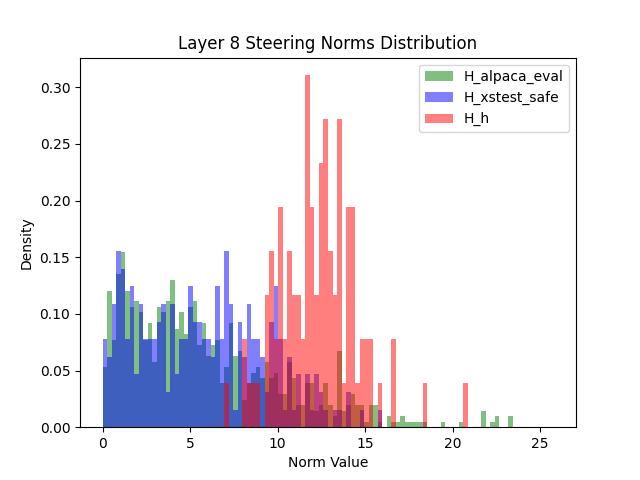 Layer 8 Steering Norms Distribution
H_alpaca_eval
H_xstest_safe
H_h
0.30
0.25
0.20
0.15
0.10
0.05
0.00
Density
0
5
10
15
20
25
Norm Value